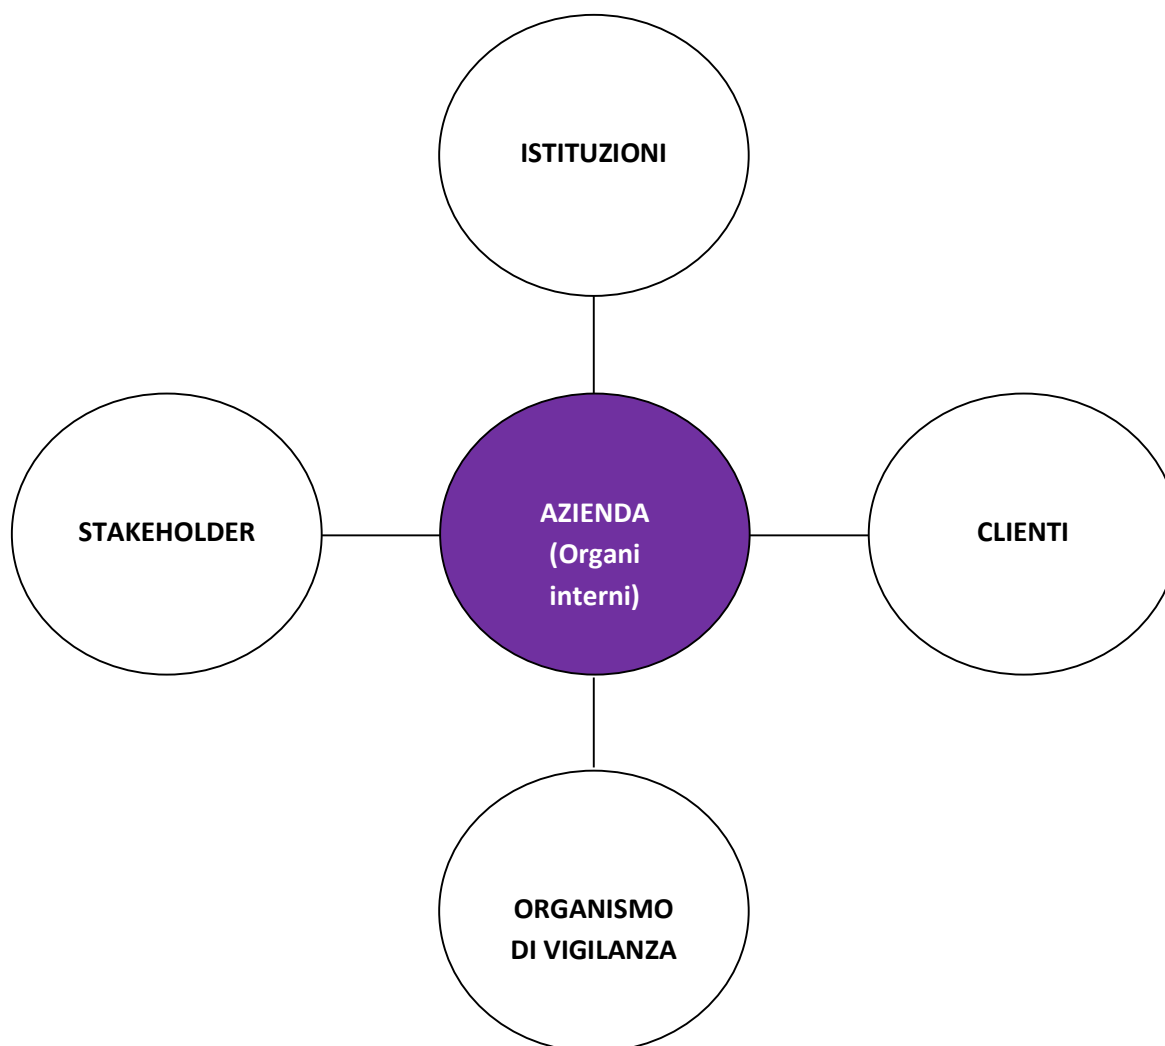 ISTITUZIONI
STAKEHOLDER
AZIENDA
(Organi
interni)
CLIENTI
ORGANISMO
DI VIGILANZA